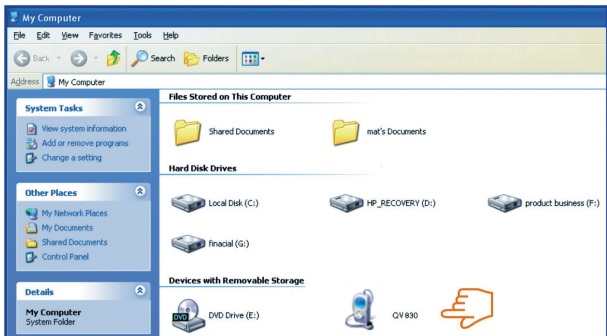 My Computer
File Edit View Favorites Tools Help
Back Search Folders
Address My Computer
System Tasks
View system information
Add or remove programs
Change a setting
Other Places
My Network Places
My Documents
Shared Documents
Control Panel
Details
My Computer
System Folder
Files Stored on This Computer
Shared Documents mat's Documents
Hard Disk Drives
Local Disk (C:) HP_RECOVERY (D:) product business (F:)
finacial (G:)
Devices with Removable Storage
DVD DVD Drive (E:) QV 830